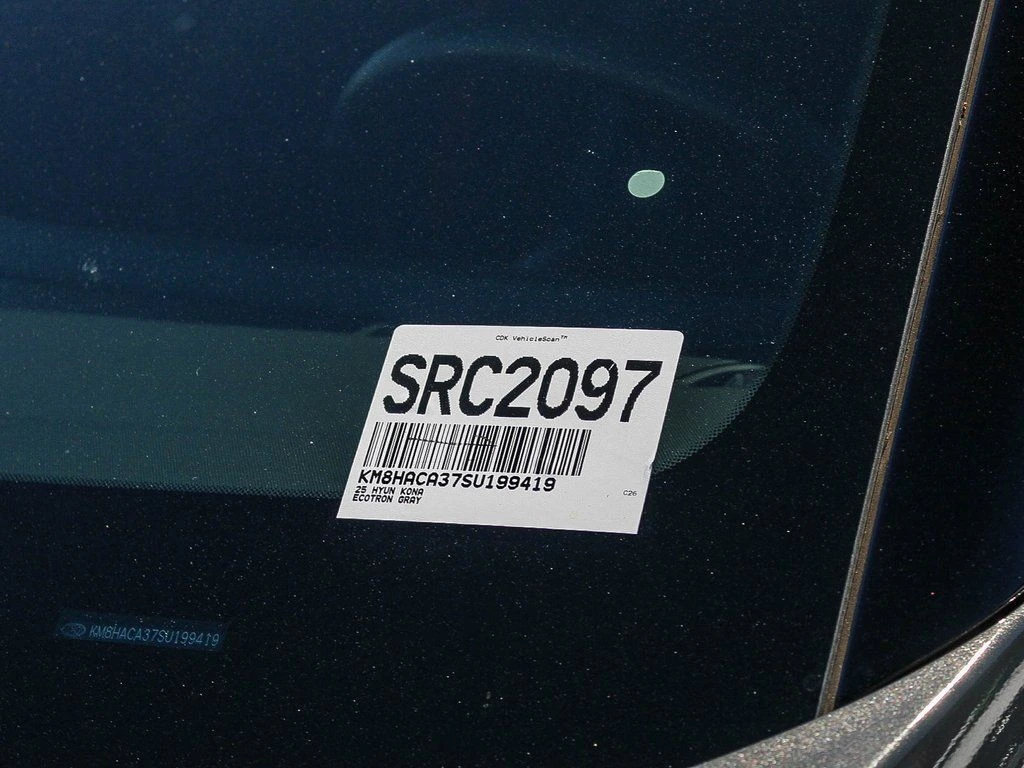 CDK VehicleScan™
SRC2097
KM8HACA37SU199419
25 HYUN KONA
ECOTRON GRAY
C26
KM8HACA37SU199419